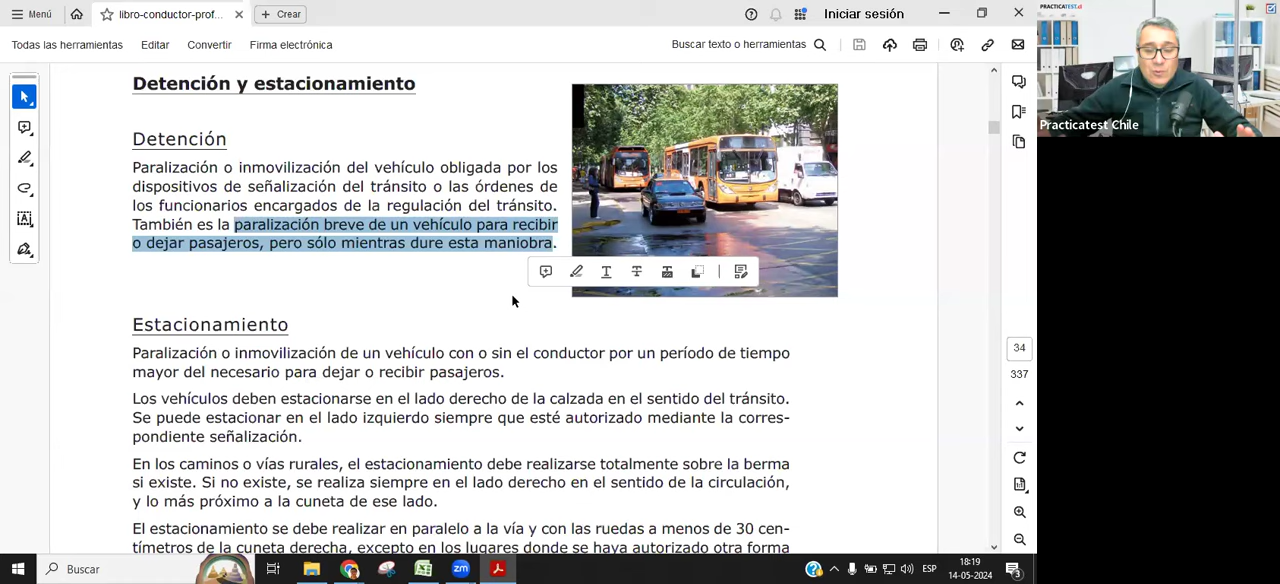 Menú
libro-conductor-prof...
Crear
Iniciar sesión
Todas las herramientas
Editar
Convertir
Firma electrónica
Buscar texto o herramientas
PRACTICATEST.cl
Practicatest Chile
Detención y estacionamiento
Detención
Paralización o inmovilización del vehículo obligada por los
dispositivos de señalización del tránsito o las órdenes de
los funcionarios encargados de la regulación del tránsito.
También es la paralización breve de un vehículo para recibir
o dejar pasajeros, pero sólo mientras dure esta maniobra.
Estacionamiento
Paralización o inmovilización de un vehículo con o sin el conductor por un período de tiempo
mayor del necesario para dejar o recibir pasajeros.
Los vehículos deben estacionarse en el lado derecho de la calzada en el sentido del tránsito.
Se puede estacionar en el lado izquierdo siempre que esté autorizado mediante la corres-
pondiente señalización.
En los caminos o vías rurales, el estacionamiento debe realizarse totalmente sobre la berma
si existe. Si no existe, se realiza siempre en el lado derecho en el sentido de la circulación,
y lo más próximo a la cuneta de ese lado.
El estacionamiento se debe realizar en paralelo a la vía y con las ruedas a menos de 30 cen-
tímetros de la cuneta derecha, excepto en los lugares donde se haya autorizado otra forma
34
337
Buscar
zm
ESP
18:19
14-05-2024
3